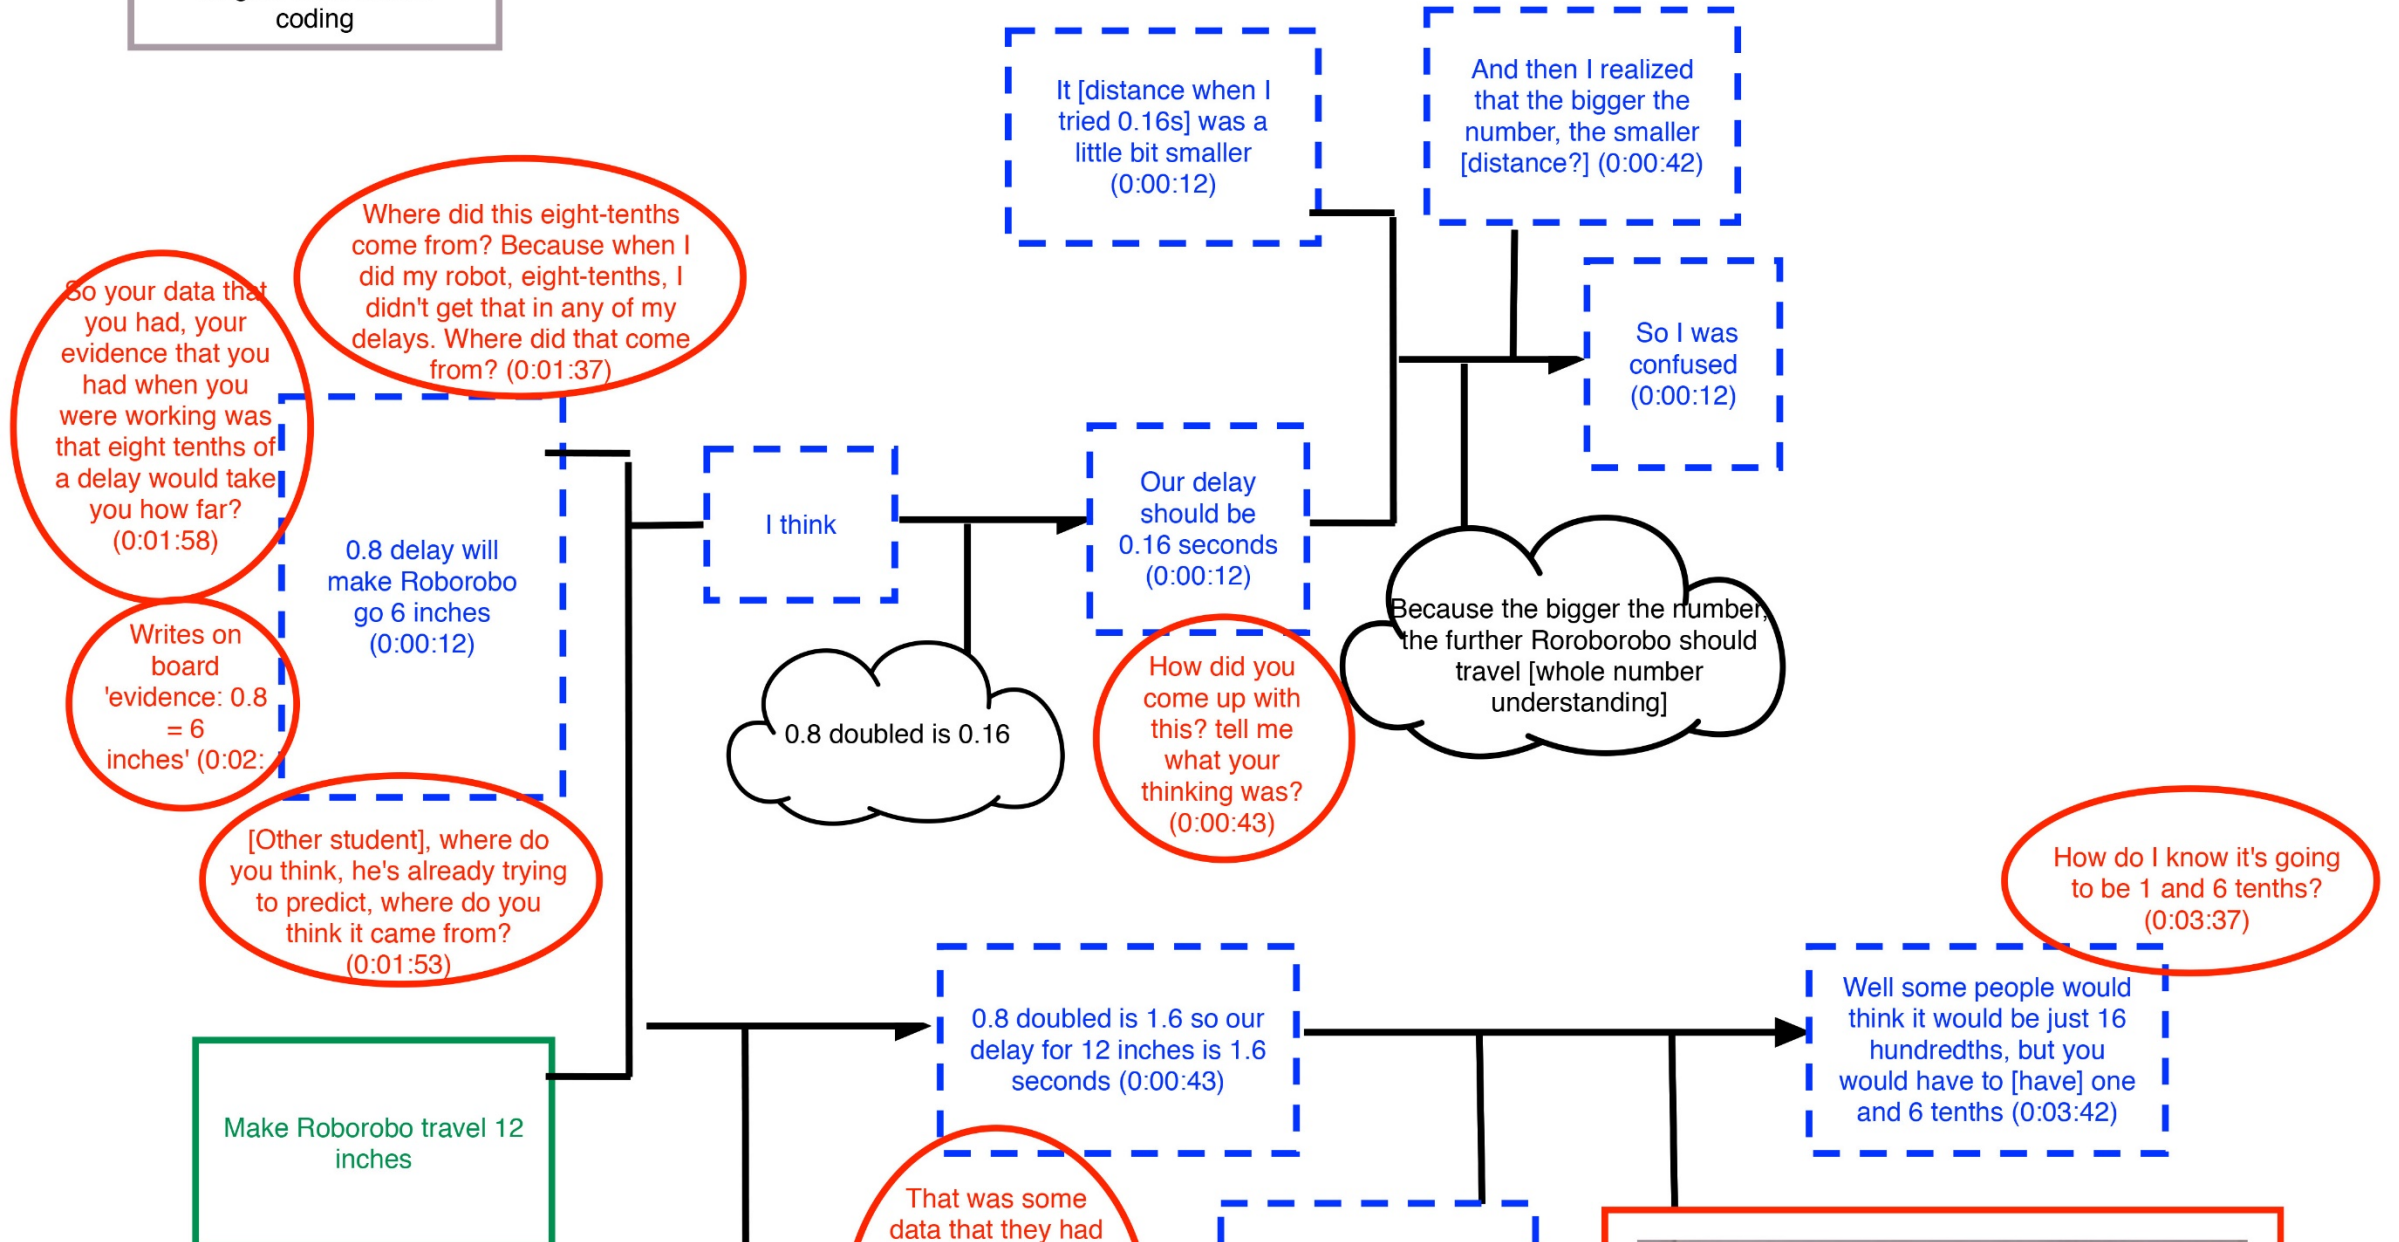 coding
It [distance when I
tried 0.16s] was a
little bit smaller
(0:00:12)
And then I realized
that the bigger the
number, the smaller
[distance?] (0:00:42)
Where did this eight-tenths
come from? Because when I
did my robot, eight-tenths, I
didn't get that in any of my
delays. Where did that come
from? (0:01:37)
So your data that
you had, your
evidence that you
had when you
were working was
that eight tenths of
a delay would take
you how far?
(0:01:58)
So I was
confused
(0:00:12)
0.8 delay will
make Roborobo
go 6 inches
(0:00:12)
I think
Our delay
should be
0.16 seconds
(0:00:12)
Writes on
board
'evidence: 0.8
= 6
inches' (0:02:
0.8 doubled is 0.16
How did you
come up with
this? tell me
what your
thinking was?
(0:00:43)
Because the bigger the number,
the further Roroborobo should
travel [whole number
understanding]
[Other student], where do
you think, he's already trying
to predict, where do you
think it came from?
(0:01:53)
How do I know it's going
to be 1 and 6 tenths?
(0:03:37)
0.8 doubled is 1.6 so our
delay for 12 inches is 1.6
seconds (0:00:43)
Well some people would
think it would be just 16
hundredths, but you
would have to [have] one
and 6 tenths (0:03:42)
Make Roborobo travel 12
inches
That was some
data that they had